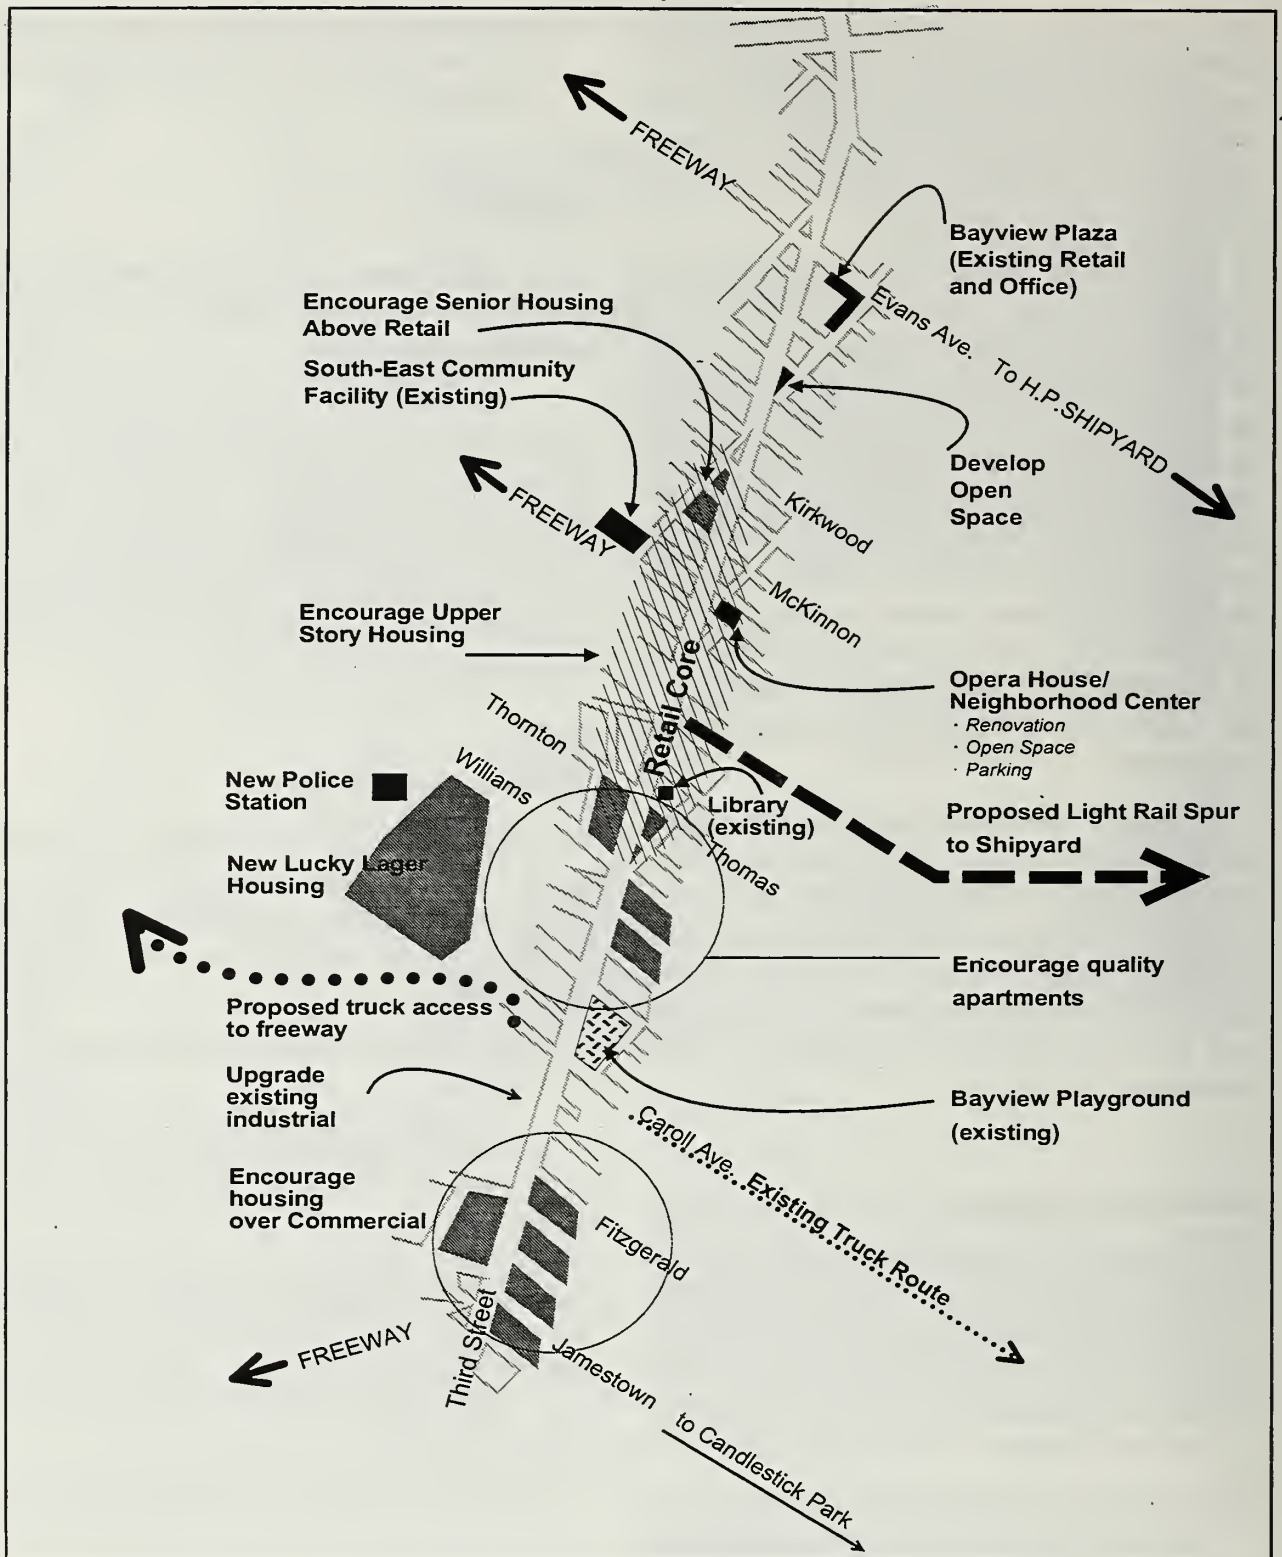 FREEWAY
Bayview Plaza
(Existing Retail
and Office)
Encourage Senior Housing
Above Retail
Evans Ave. To H.P.SHIPYARD
South-East Community
Facility (Existing)
Develop
Open
Space
FREEWAY
Kirkwood
McKinnon
Encourage Upper
Story Housing
Retail Core
Opera House/
Neighborhood Center
· Renovation
· Open Space
· Parking
Thornton
Williams
New Police
Station
Library
(existing)
Proposed Light Rail Spur
to Shipyard
Thomas
New Lucky Lager
Housing
Encourage quality
apartments
Proposed truck access
to freeway
Upgrade
existing
industrial
Bayview Playground
(existing)
Caroll Ave. Existing Truck Route
Encourage
housing
over Commercial
Fitzgerald
Third Street
FREEWAY
Jamestown to Candlestick Park